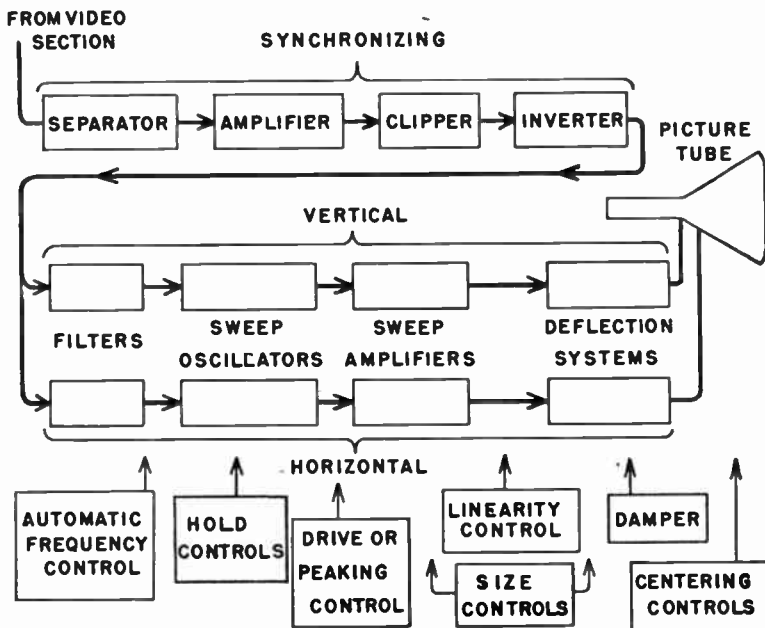 FROM VIDEO
SECTION
SYNCHRONIZING
SEPARATOR
AMPLIFIER
CLIPPER
INVERTER
PICTURE
TUBE
VERTICAL
FILTERS
SWEEP
OSCILLATORS
SWEEP
AMPLIFIERS
DEFLECTION
SYSTEMS
HORIZONTAL
AUTOMATIC
FREQUENCY
CONTROL
HOLD
CONTROLS
DRIVE OR
PEAKING
CONTROL
LINEARITY
CONTROL
SIZE
CONTROLS
DAMPER
CENTERING
CONTROLS